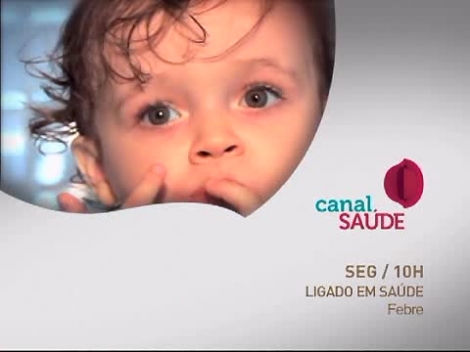 canal
SAÚDE
SEG / 10H
LIGADO EM SAÚDE
Febre